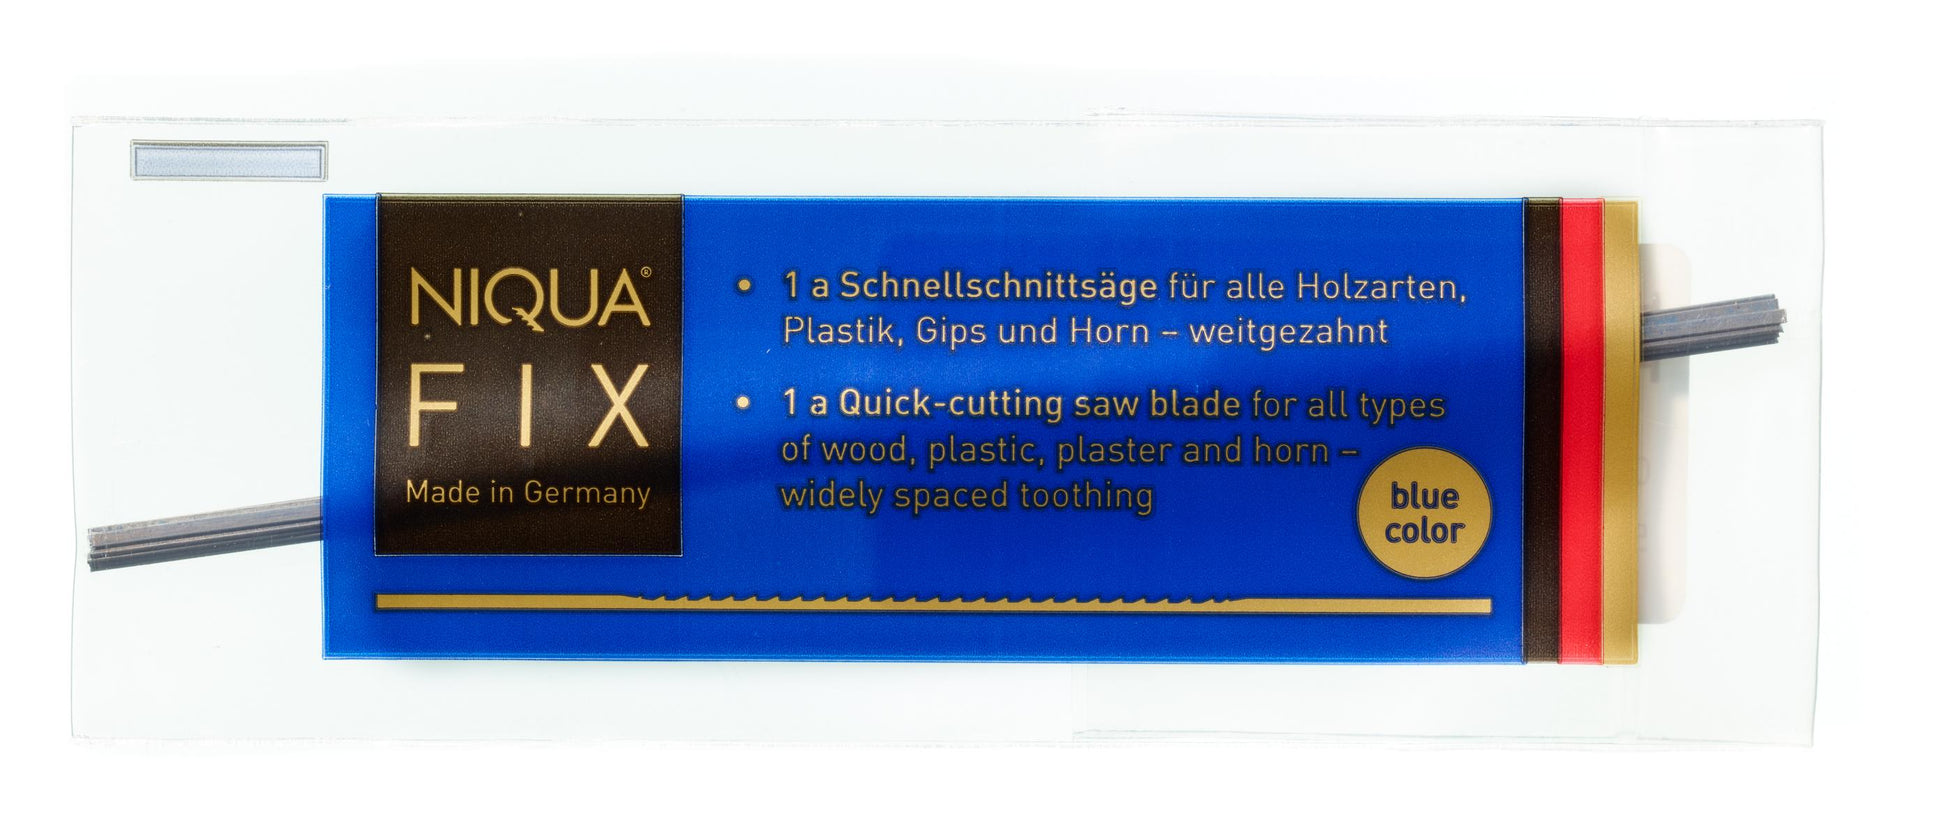 NIQUA®
FIX
Made in Germany
• 1 a Schnellschnittsäge für alle Holzarten,
Plastik, Gips und Horn – weitgezahnt
• 1 a Quick-cutting saw blade for all types
of wood, plastic, plaster and horn –
widely spaced toothing
blue
color